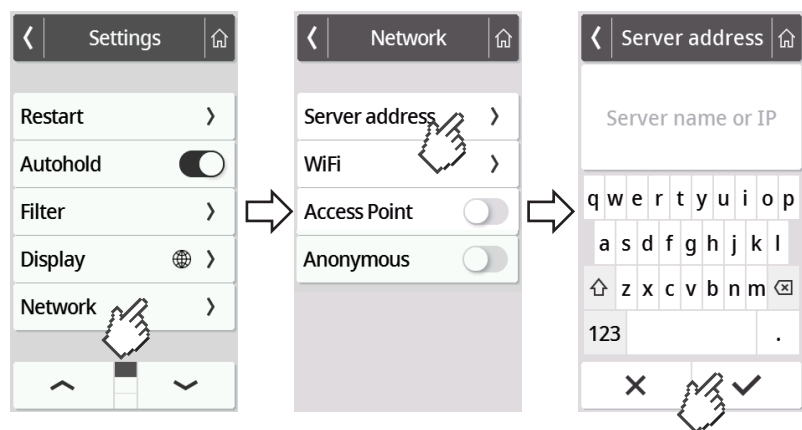 Settings
Restart
Autohold
Filter
Display
Network
Network
Server address
WiFi
Access Point
Anonymous
Server address
Server name or IP
q w e r t y u i o p
a s d f g h j k l
z x c v b n m
123 .